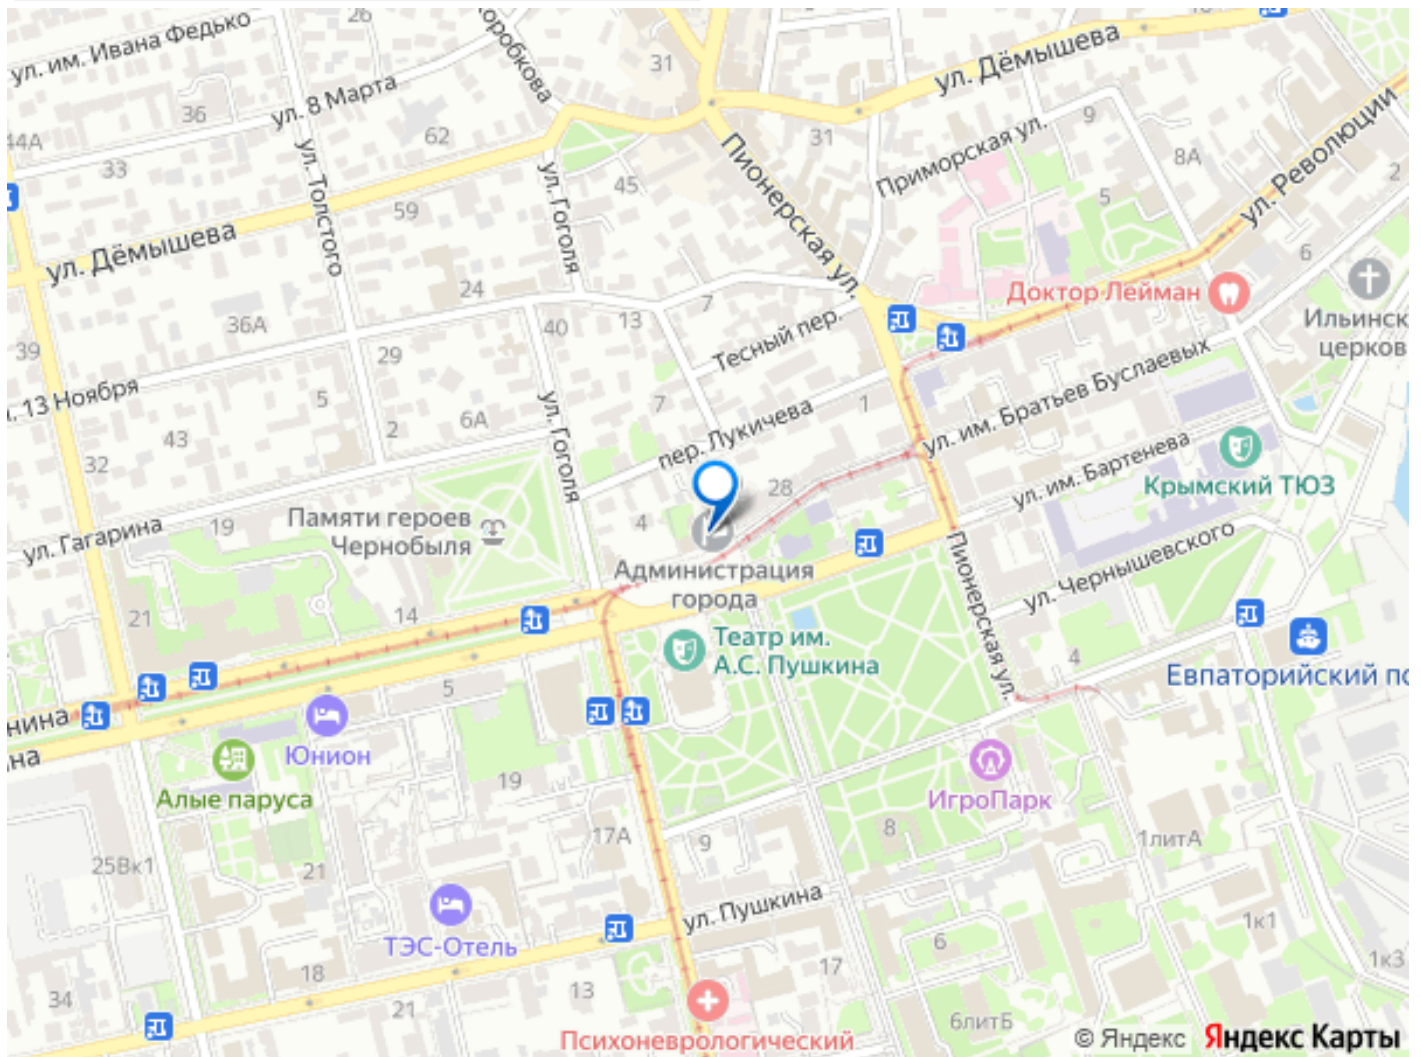 26
ул. им. Ивана Федько
31
ул. Дёмышева
36
ул. 8 Марта
44А
62
31
9
33
Пионерская ул.
Приморская ул.
8А
ул. Революции
2
ул. Толстого
ул. Гоголя
45
5
59
ул. Дёмышева
6
24
7
Доктор Лейман
36А
40
13
Ильинск
церков
39
29
Тесный пер.
13 Ноября
5
7
1
ул. им. Братьев Буслаевых
43
2
6А
ул. Гоголя
пер. Лукичева
32
ул. им. Бартенева
28
Крымский ТЮЗ
ул. Гагарина
19
Памяти героев
Чернобыля
4
Пионерская ул.
ул. Чернышевского
Администрация
города
21
14
Театр им.
А.С. Пушкина
4
Евпаторийский по
5
нина
на
Юнион
19
Алые паруса
ИгроПарк
17А
9
8
1литА
25Вк1
21
ул. Пушкина
1к1
ТЭС-Отель
6
18
17
1к3
34
21
13
6литБ
Психоневрологический
© Яндекс Яндекс Карты